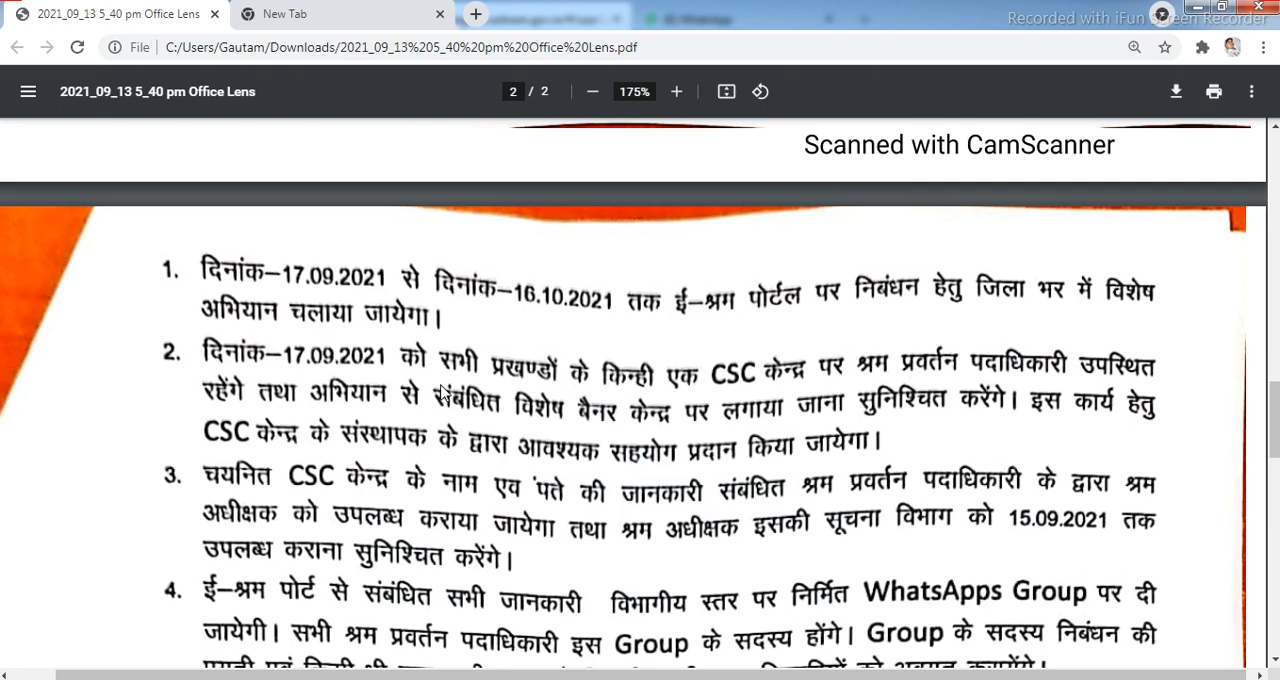 2021_09_13 5_40 pm Office Lens
New Tab
Recorded with iFun Screen Recorder
File | C:/Users/Gautam/Downloads/2021_09_13%205_40%20pm%20Office%20Lens.pdf
2021_09_13 5_40 pm Office Lens
2 / 2
175%
Scanned with CamScanner
1. दिनांक–17.09.2021 से दिनांक–16.10.2021 तक ई–श्रम पोर्टल पर निबंधन हेतु जिला भर में विशेष
अभियान चलाया जायेगा।
2. दिनांक–17.09.2021 को सभी प्रखण्डों के किन्ही एक CSC केन्द्र पर श्रम प्रवर्तन पदाधिकारी उपस्थित
रहेंगे तथा अभियान से संबंधित विशेष बैनर केन्द्र पर लगाया जाना सुनिश्चित करेंगे। इस कार्य हेतु
CSC केन्द्र के संस्थापक के द्वारा आवश्यक सहयोग प्रदान किया जायेगा।
3. चयनित CSC केन्द्र के नाम एव पते की जानकारी संबंधित श्रम प्रवर्तन पदाधिकारी के द्वारा श्रम
अधीक्षक को उपलब्ध कराया जायेगा तथा श्रम अधीक्षक इसकी सूचना विभाग को 15.09.2021 तक
उपलब्ध कराना सुनिश्चित करेंगे।
4. ई–श्रम पोर्ट से संबंधित सभी जानकारी विभागीय स्तर पर निर्मित WhatsApps Group पर दी
जायेगी। सभी श्रम प्रवर्तन पदाधिकारी इस Group के सदस्य होंगे। Group के सदस्य निबंधन की